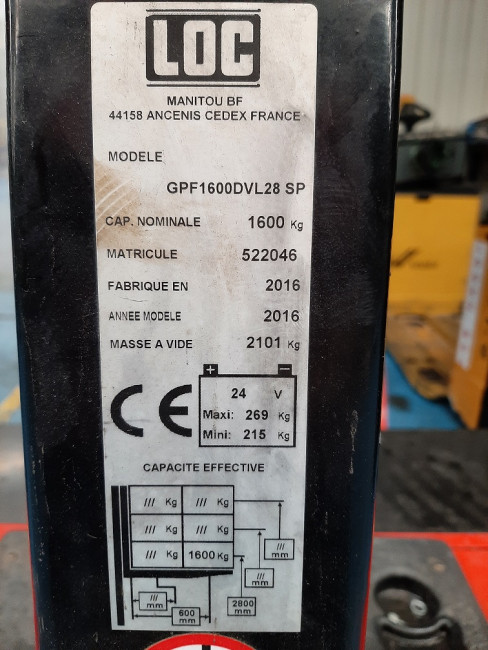 LOC
MANITOU BF
44158 ANCENIS CEDEX FRANCE
MODELE
GPF1600DVL28 SP
CAP. NOMINALE 1600 Kg
MATRICULE 522046
FABRIQUE EN 2016
ANNEE MODELE 2016
MASSE A VIDE 2101 Kg
+ −
CE
24 V
Maxi: 269 Kg
Mini: 215 Kg
CAPACITE EFFECTIVE
/// Kg /// Kg
/// Kg /// Kg
/// Kg 1600 Kg
/// mm
/// mm
/// mm
600 mm
2800 mm